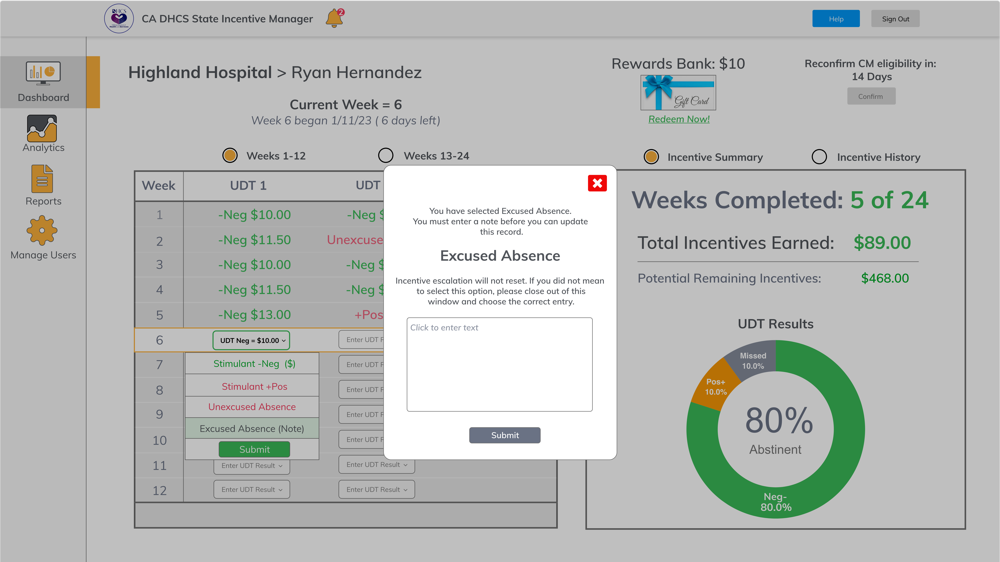 DHCS
HealthCareServices
CA DHCS State Incentive Manager
2
Help
Sign Out
Dashboard
Analytics
Reports
Manage Users
Highland Hospital > Ryan Hernandez
Current Week = 6
Week 6 began 1/11/23 ( 6 days left)
Rewards Bank: $10
Gift Card
Redeem Now!
Reconfirm CM eligibility in:
14 Days
Confirm
Weeks 1-12
Weeks 13-24
Incentive Summary
Incentive History
Week UDT 1 UDT
1 -Neg $10.00 -Neg $
2 -Neg $11.50 Unexcuse
3 -Neg $10.00 -Neg $
4 -Neg $11.50 -Neg $
5 -Neg $13.00 +Pos
6 UDT Neg = $10.00 Enter UDT
7 Enter UDT
8 Enter UDT
9 Enter UDT
10 Enter UDT
11 Enter UDT Result Enter UDT Result
12 Enter UDT Result Enter UDT Result
Stimulant -Neg ($)
Stimulant +Pos
Unexcused Absence
Excused Absence (Note)
Submit
You have selected Excused Absence.
You must enter a note before you can update
this record.
Excused Absence
Incentive escalation will not reset. If you did not mean
to select this option, please close out of this
window and choose the correct entry.
Click to enter text
Submit
Weeks Completed: 5 of 24
Total Incentives Earned: $89.00
Potential Remaining Incentives: $468.00
UDT Results
Missed
10.0%
Pos+
10.0%
80%
Abstinent
Neg-
80.0%